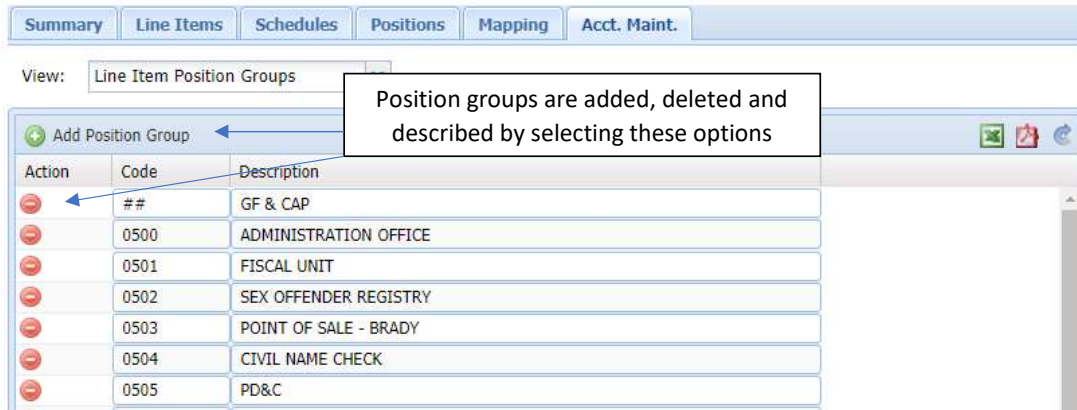 Summary Line Items Schedules Positions Mapping Acct. Maint.
View: Line Item Position Groups
Position groups are added, deleted and
described by selecting these options
Add Position Group
Action Code Description
## GF & CAP
0500 ADMINISTRATION OFFICE
0501 FISCAL UNIT
0502 SEX OFFENDER REGISTRY
0503 POINT OF SALE - BRADY
0504 CIVIL NAME CHECK
0505 PD&C